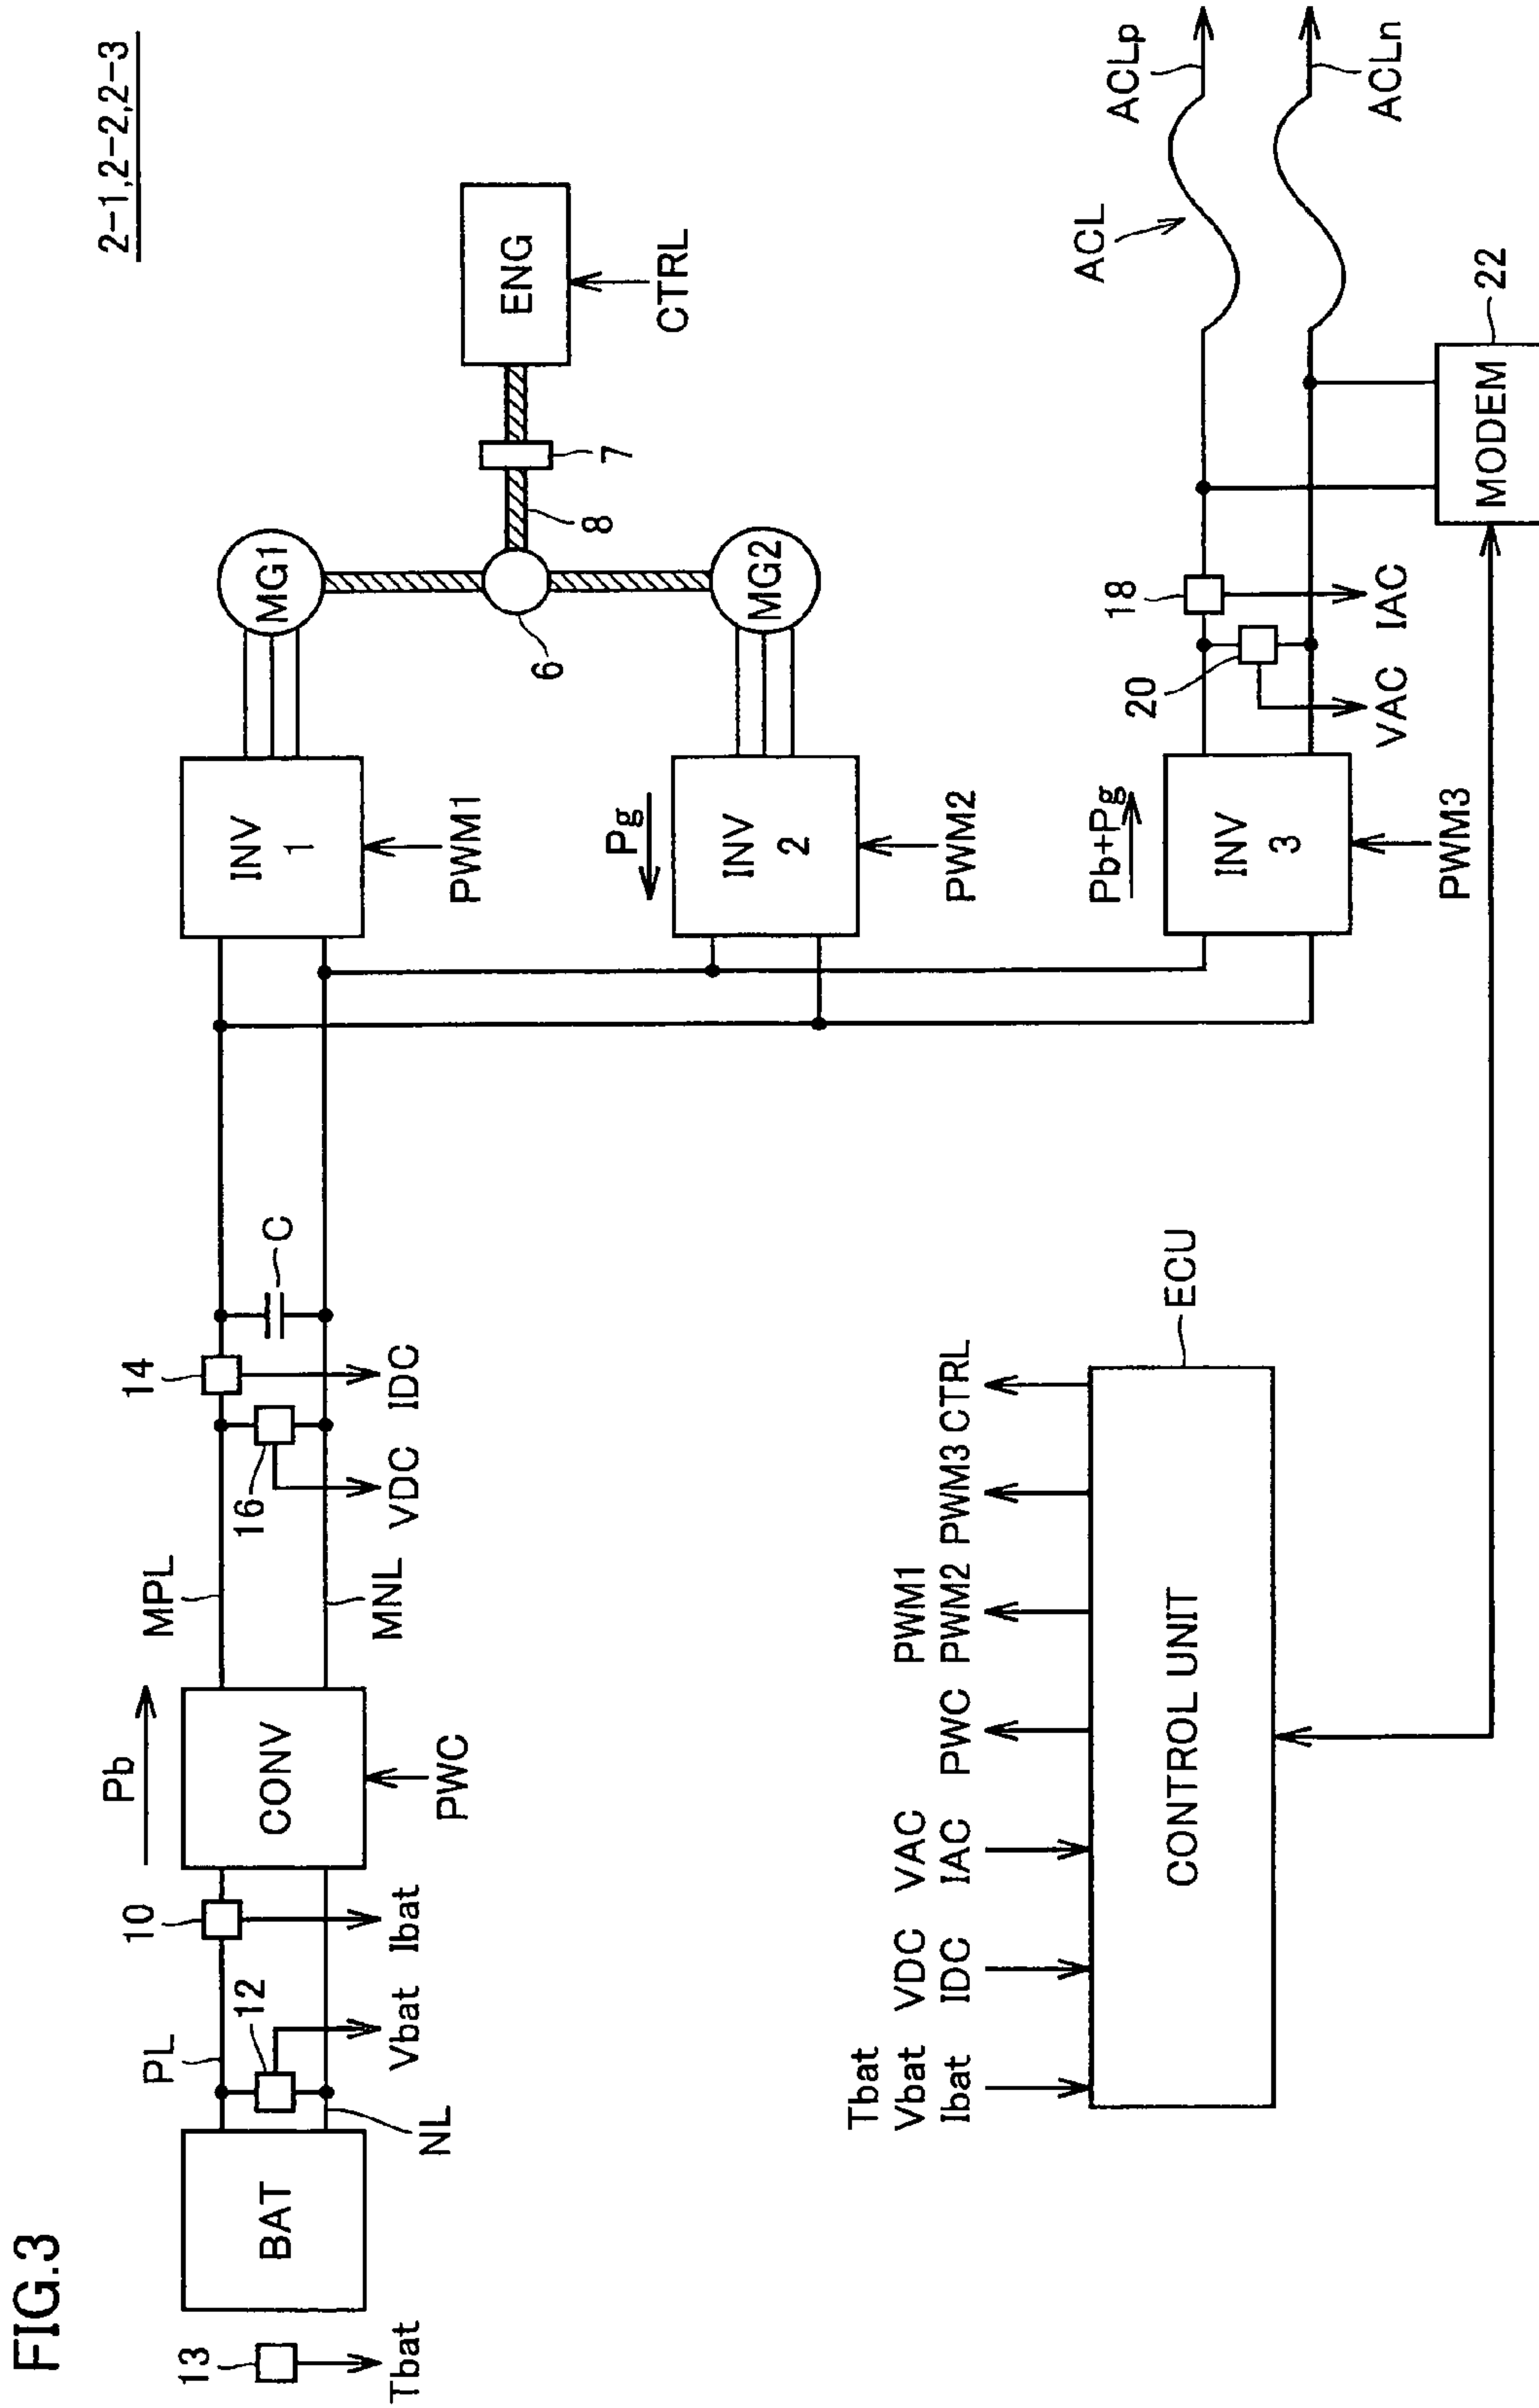 FIG.3
2-1,2-2,2-3
13
Tbat
BAT
PL
NL
12
Vbat
10
Ibat
Pb
CONV
PWC
MPL
MNL
16
VDC
14
IDC
C
INV
1
PWM1
MG1
6
8
7
ENG
CTRL
Pg
INV
2
PWM2
MG2
Pb+Pg
INV
3
PWM3
20
VAC
18
IAC
ACL
ACLp
ACLn
MODEM
22
Tbat
Vbat
Ibat
VDC
IDC
VAC
IAC
PWC
PWM1
PWM2
PWM3
CTRL
CONTROL UNIT
ECU